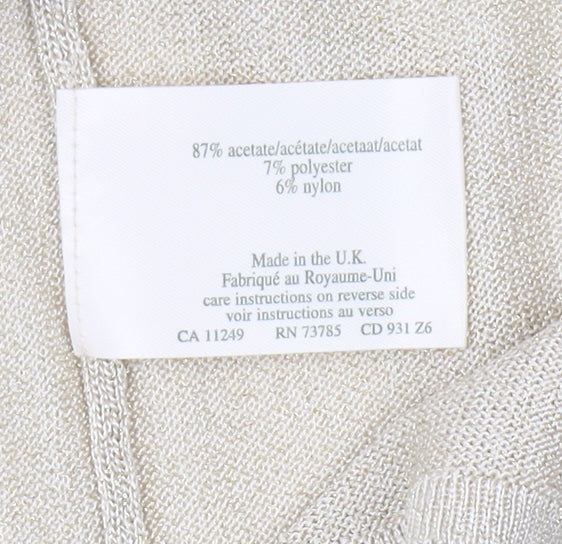 87% acetate/acétate/acetaat/acetat
7% polyester
6% nylon
Made in the U.K.
Fabriqué au Royaume-Uni
care instructions on reverse side
voir instructions au verso
CA 11249 RN 73785 CD 931 Z6